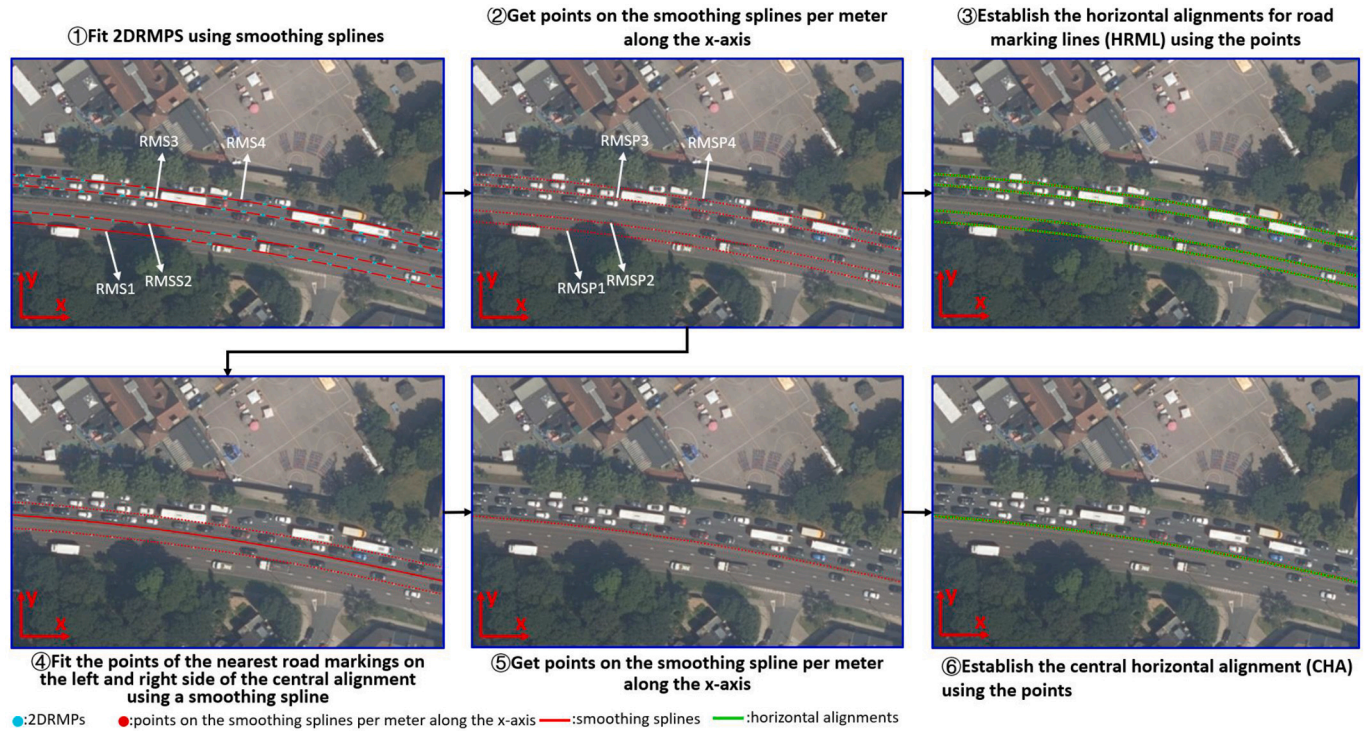 ①Fit 2DRMPS using smoothing splines
②Get points on the smoothing splines per meter
along the x-axis
③Establish the horizontal alignments for road
marking lines (HRML) using the points
RMS3
RMS4
RMS1
RMSS2
Y
X
RMSP3
RMSP4
RMSP1
RMSP2
Y
X
Y
X
Y
X
Y
X
Y
X
④Fit the points of the nearest road markings on
the left and right side of the central alignment
using a smoothing spline
⑤Get points on the smoothing spline per meter
along the x-axis
⑥Establish the central horizontal alignment (CHA)
using the points
:2DRMPs
:points on the smoothing splines per meter along the x-axis
:smoothing splines
:horizontal alignments